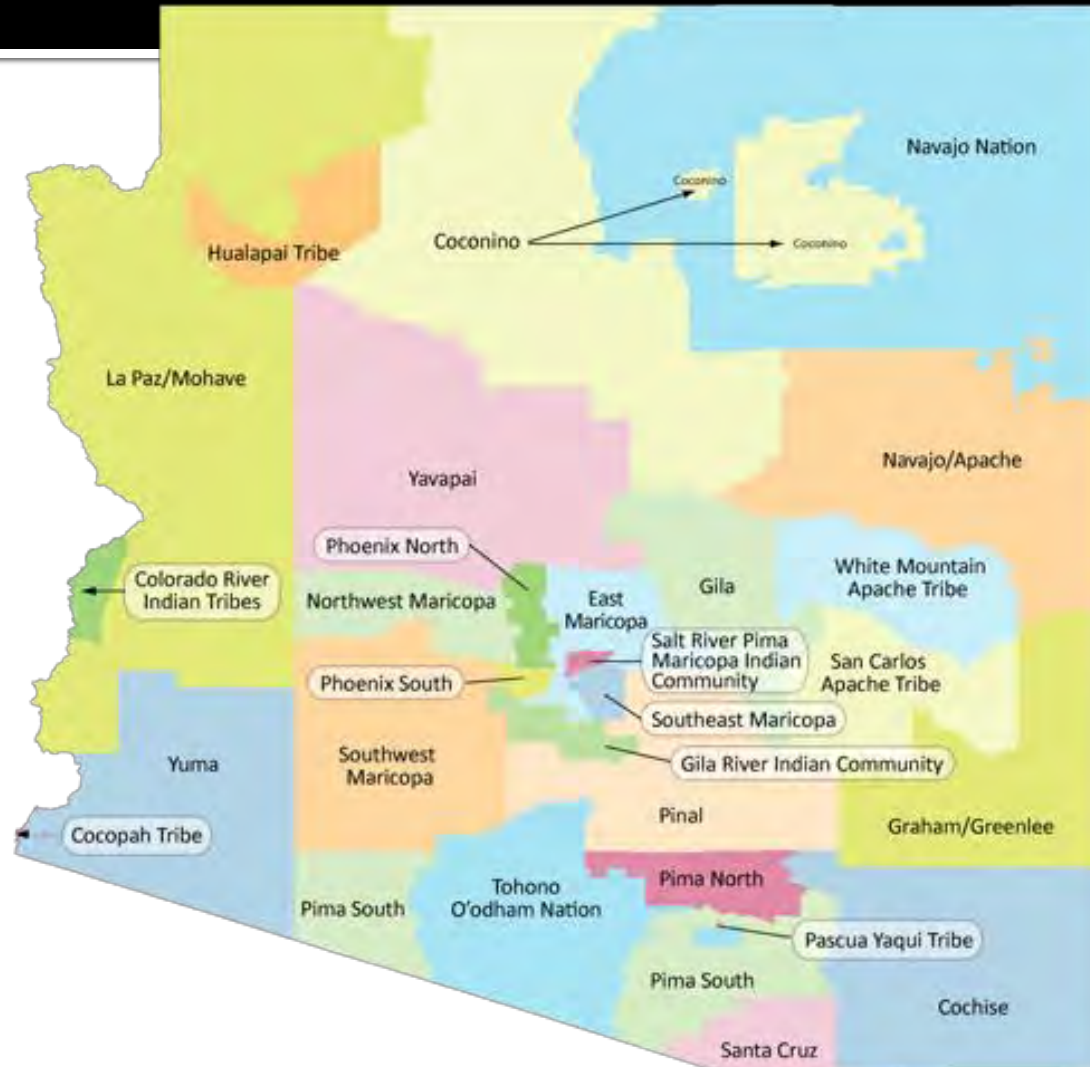 Navajo Nation
Coconino
Coconino
Coconino
Hualapai Tribe
La Paz/Mohave
Navajo/Apache
Yavapai
Phoenix North
Colorado River
Indian Tribes
Northwest Maricopa
East
Maricopa
Gila
White Mountain
Apache Tribe
Salt River Pima
Maricopa Indian
Community
San Carlos
Apache Tribe
Phoenix South
Southeast Maricopa
Yuma
Southwest
Maricopa
Gila River Indian Community
Cocopah Tribe
Pinal
Graham/Greenlee
Pima South
Tohono
O'odham Nation
Pima North
Pascua Yaqui Tribe
Pima South
Cochise
Santa Cruz